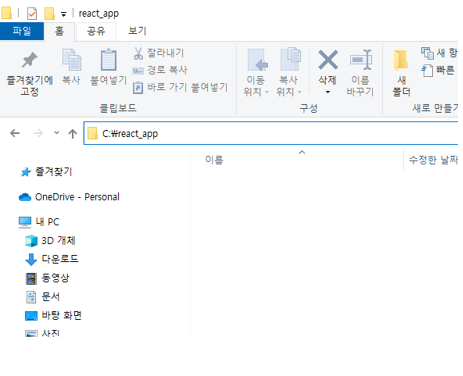 react_app
파일 홈 공유 보기
즐겨찾기에 고정
복사
붙여넣기
잘라내기
경로 복사
바로 가기 붙여넣기
이동 위치
복사 위치
삭제
이름 바꾸기
새 폴더
새 항
빠른
클립보드
구성
새로 만들기
C:\react_app
이름
수정한 날짜
즐겨찾기
OneDrive - Personal
내 PC
3D 개체
다운로드
동영상
문서
바탕 화면
사진